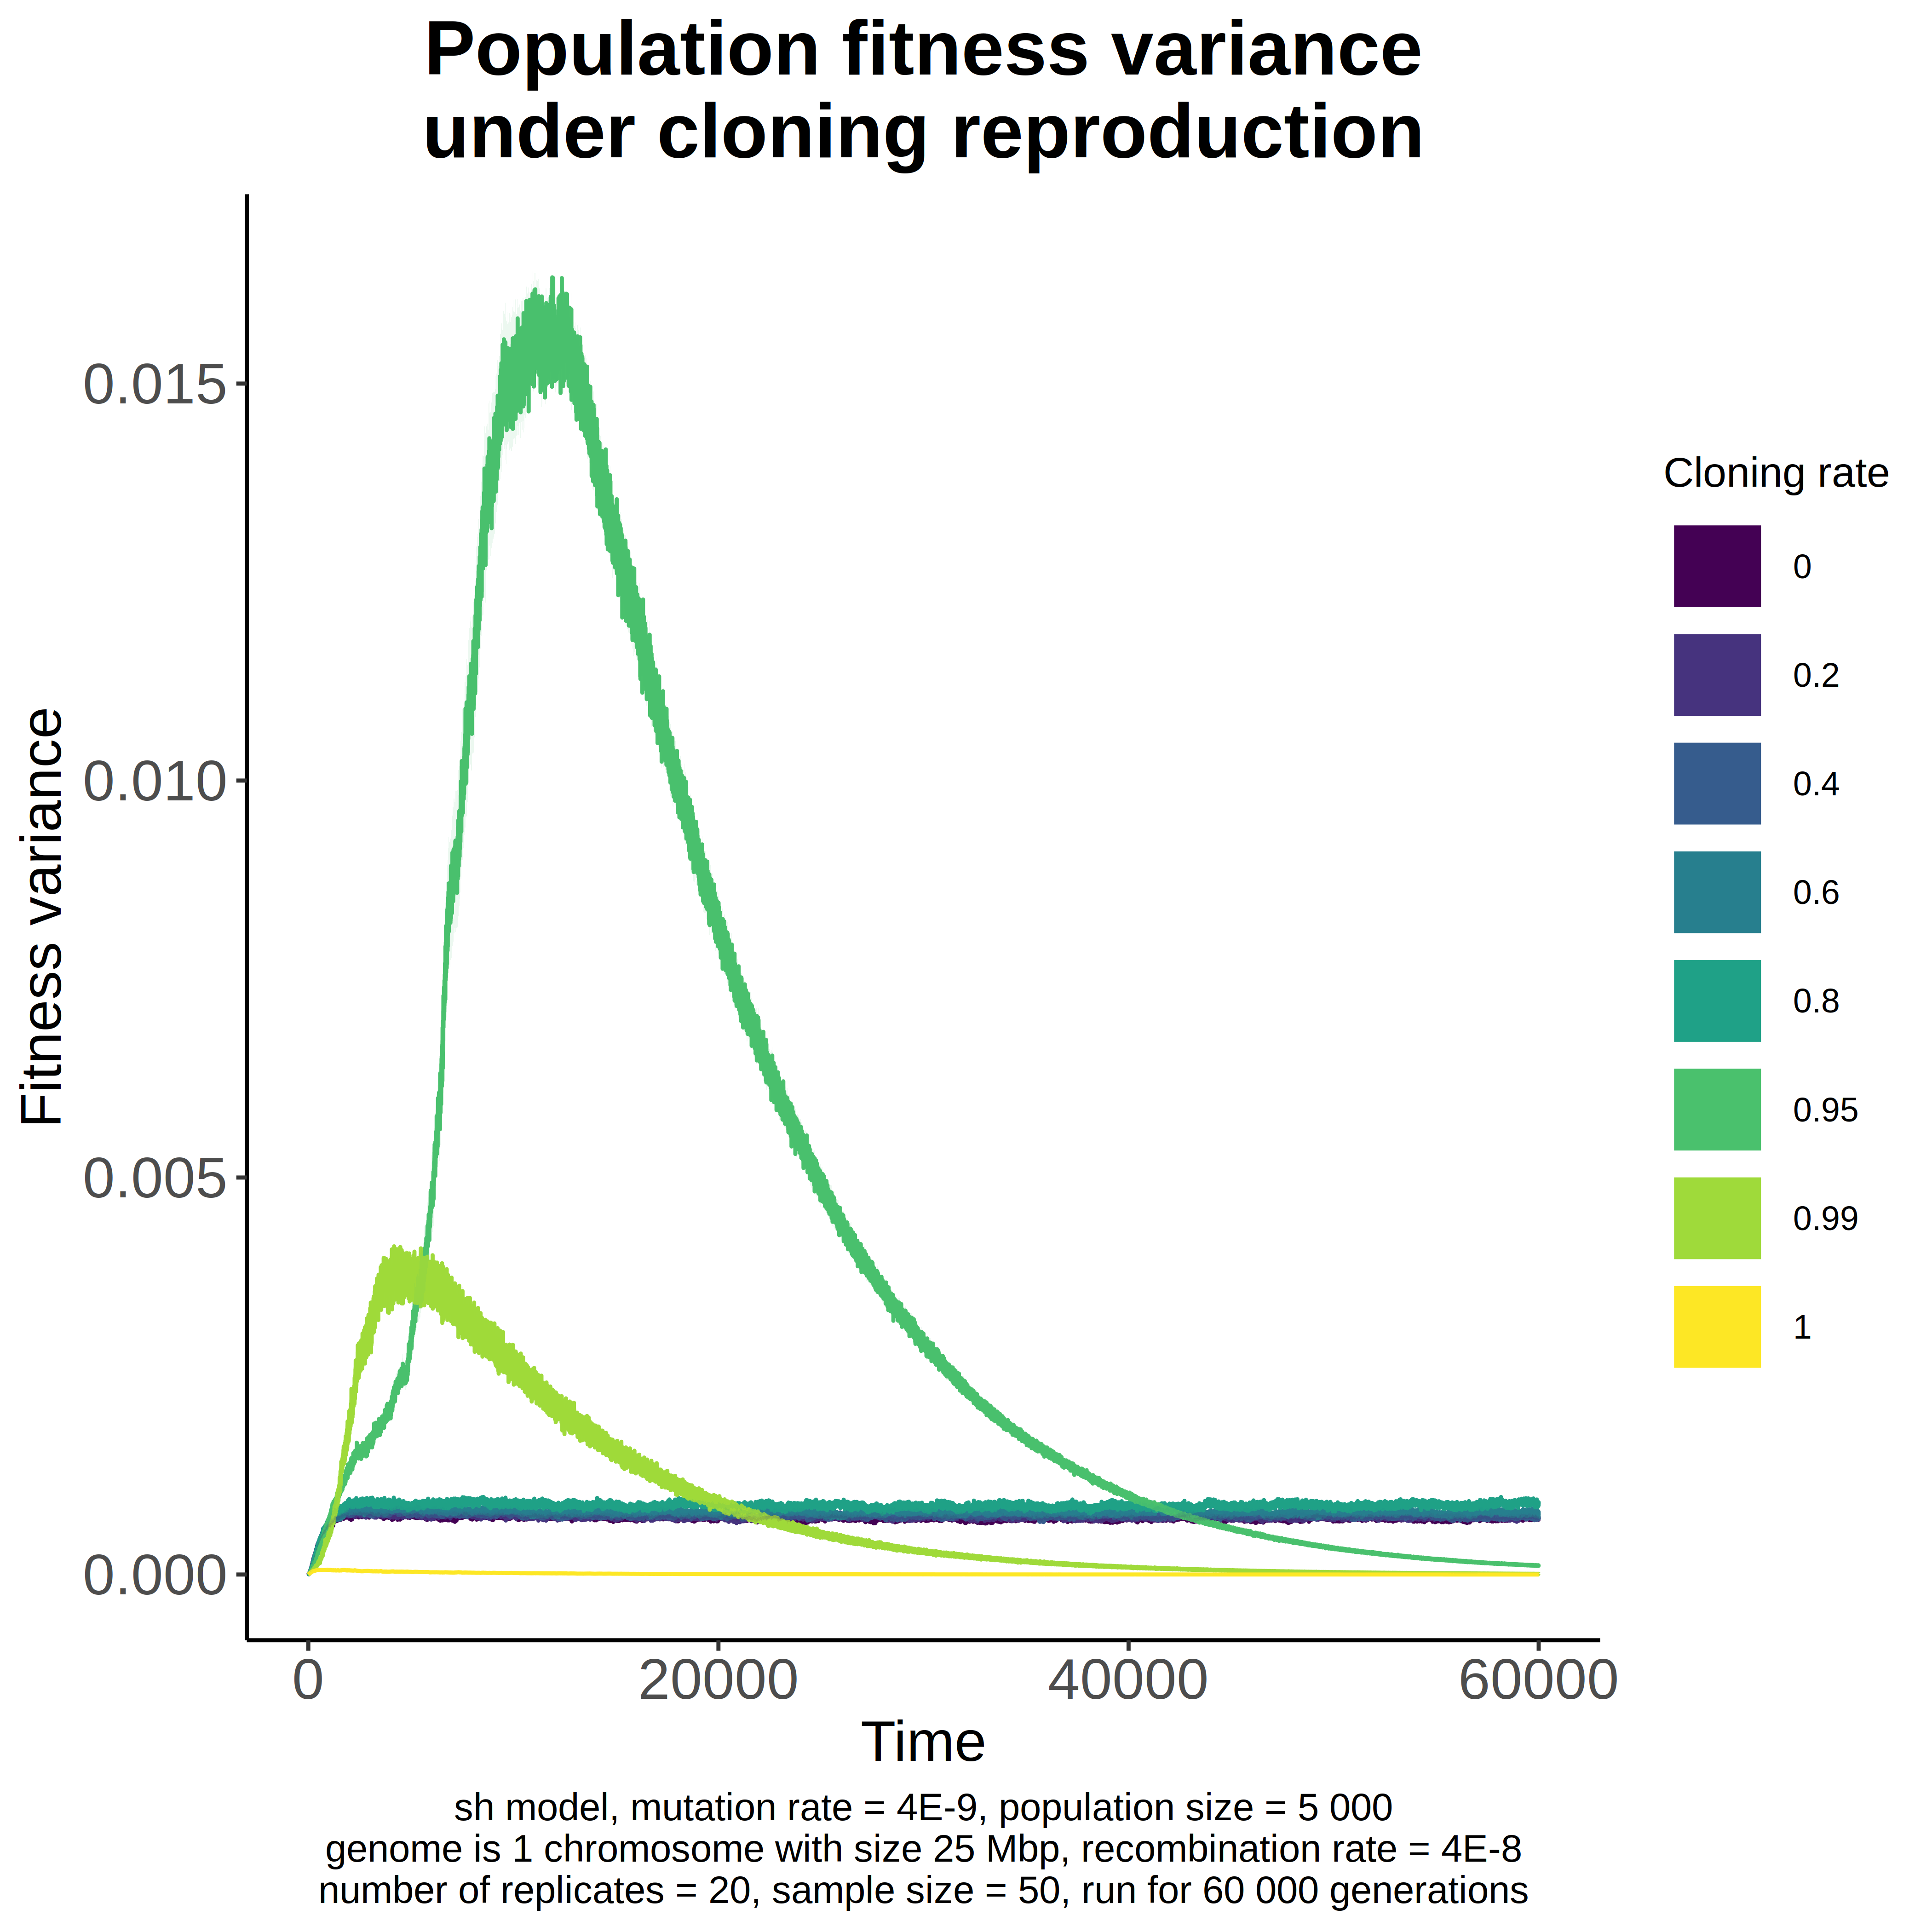 Population fitness variance
under cloning reproduction
Fitness variance
0.015
0.010
0.005
0.000
0
20000
40000
60000
Time
Cloning rate
0
0.2
0.4
0.6
0.8
0.95
0.99
1
sh model, mutation rate = 4E-9, population size = 5 000
genome is 1 chromosome with size 25 Mbp, recombination rate = 4E-8
number of replicates = 20, sample size = 50, run for 60 000 generations